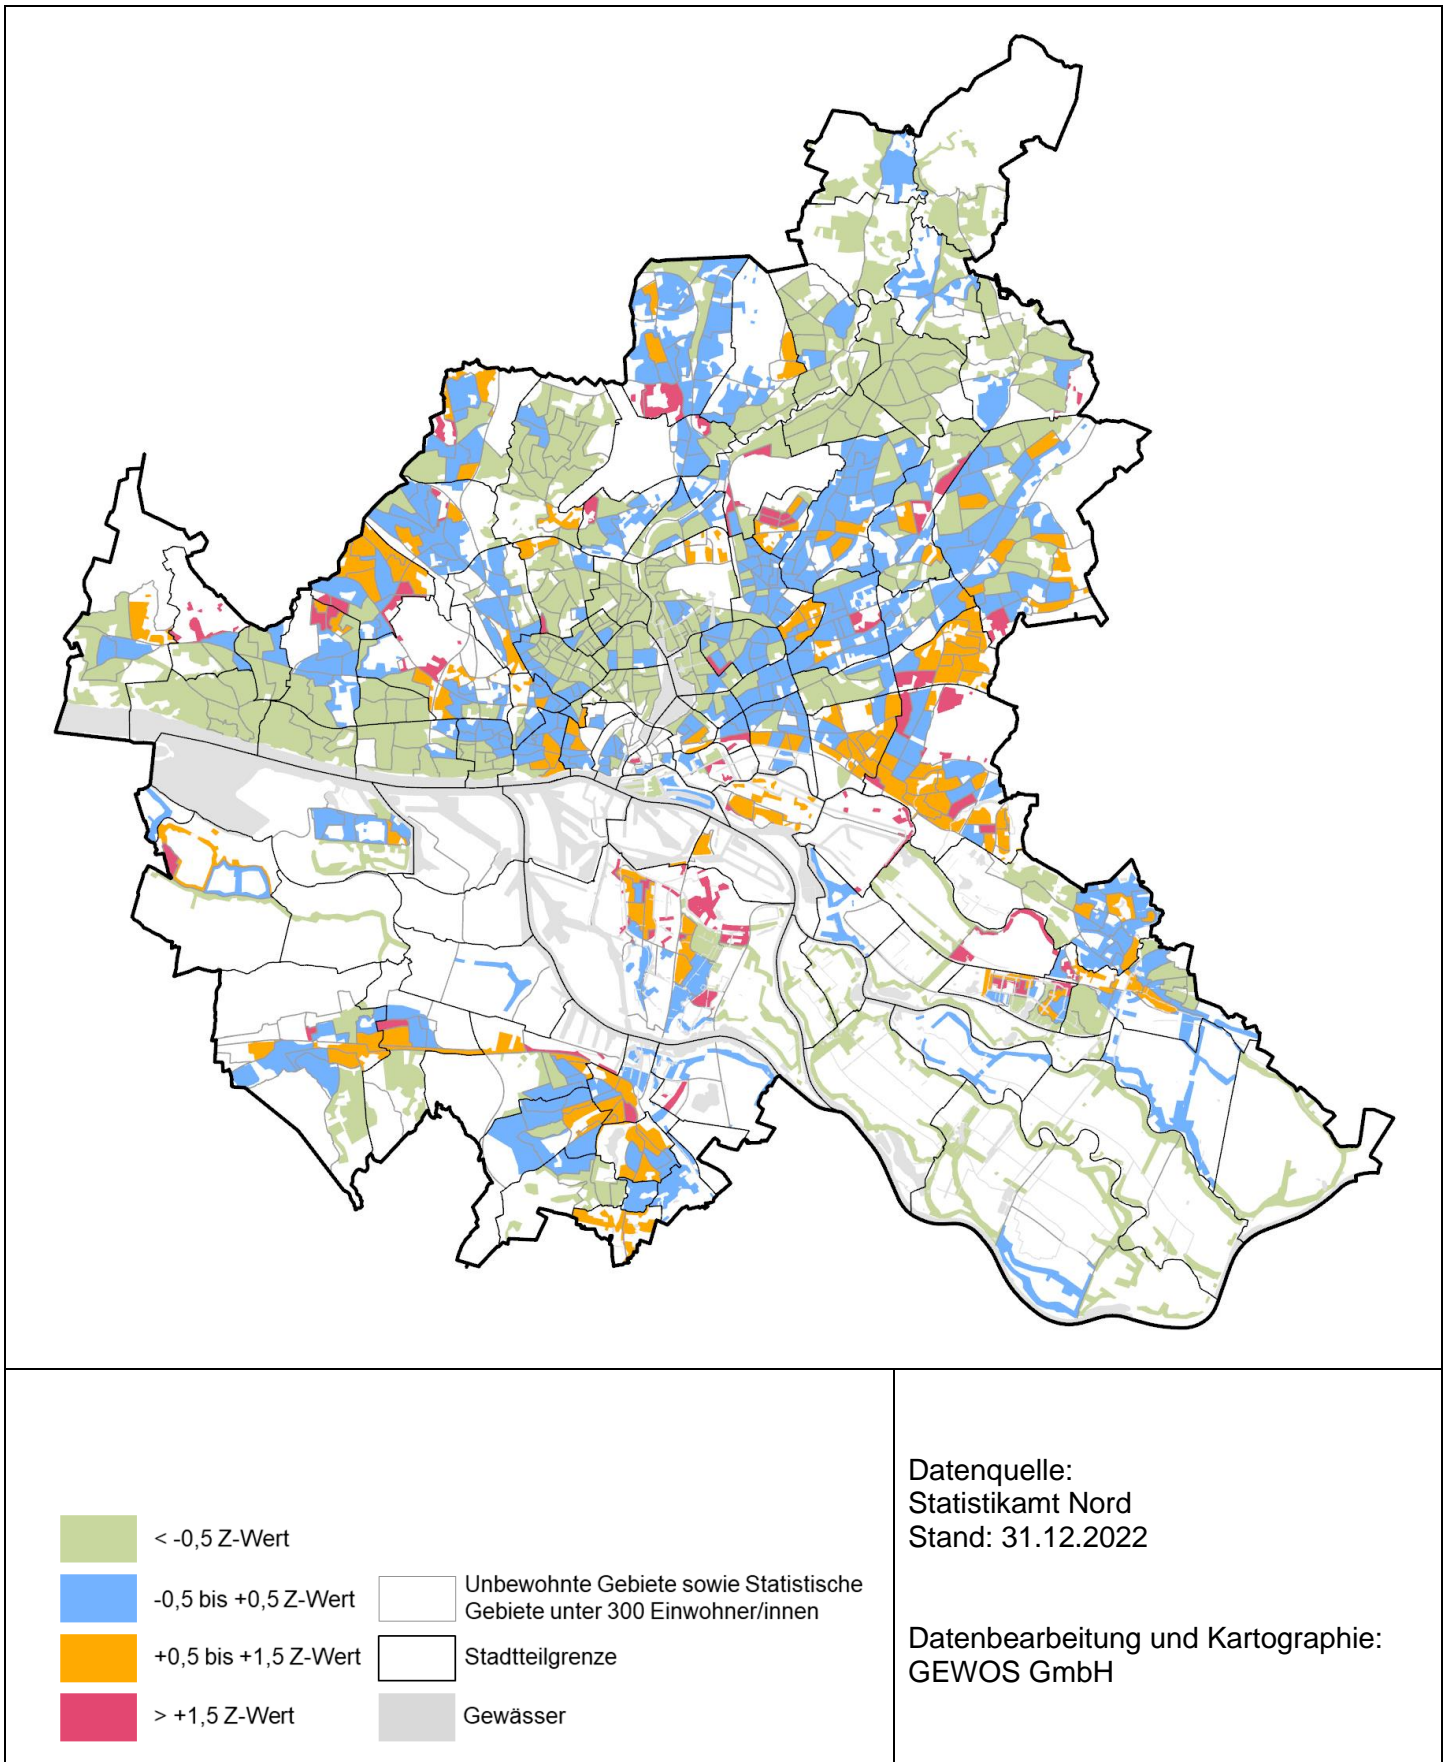 < -0,5 Z-Wert
-0,5 bis +0,5 Z-Wert
+0,5 bis +1,5 Z-Wert
> +1,5 Z-Wert
Unbewohnte Gebiete sowie Statistische
Gebiete unter 300 Einwohner/innen
Stadtteilgrenze
Gewässer
Datenquelle:
Statistikamt Nord
Stand: 31.12.2022
Datenbearbeitung und Kartographie:
GEWOS GmbH